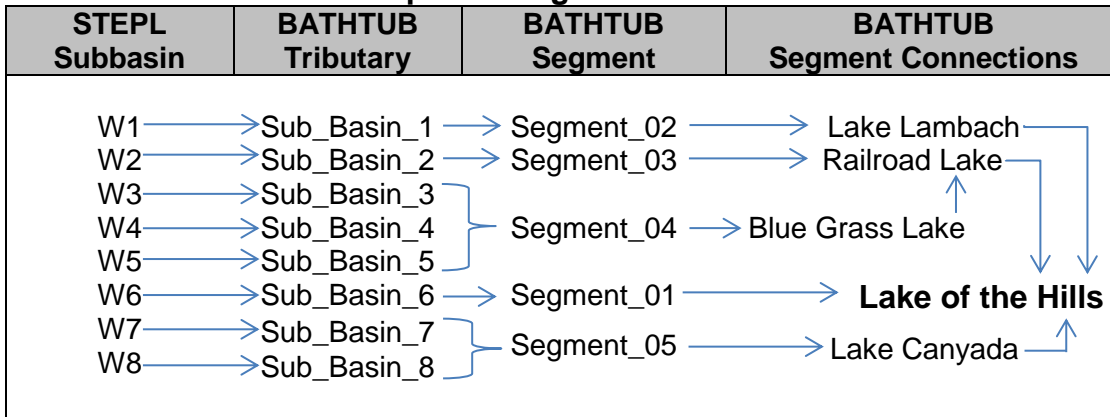 STEPL Subbasin BATHTUB Tributary BATHTUB Segment BATHTUB Segment Connections
W1 Sub_Basin_1 Segment_02 Lake Lambach
W2 Sub_Basin_2 Segment_03 Railroad Lake
W3 Sub_Basin_3
W4 Sub_Basin_4 Segment_04 Blue Grass Lake
W5 Sub_Basin_5
W6 Sub_Basin_6 Segment_01 Lake of the Hills
W7 Sub_Basin_7
Segment_05 Lake Canyada
W8 Sub_Basin_8